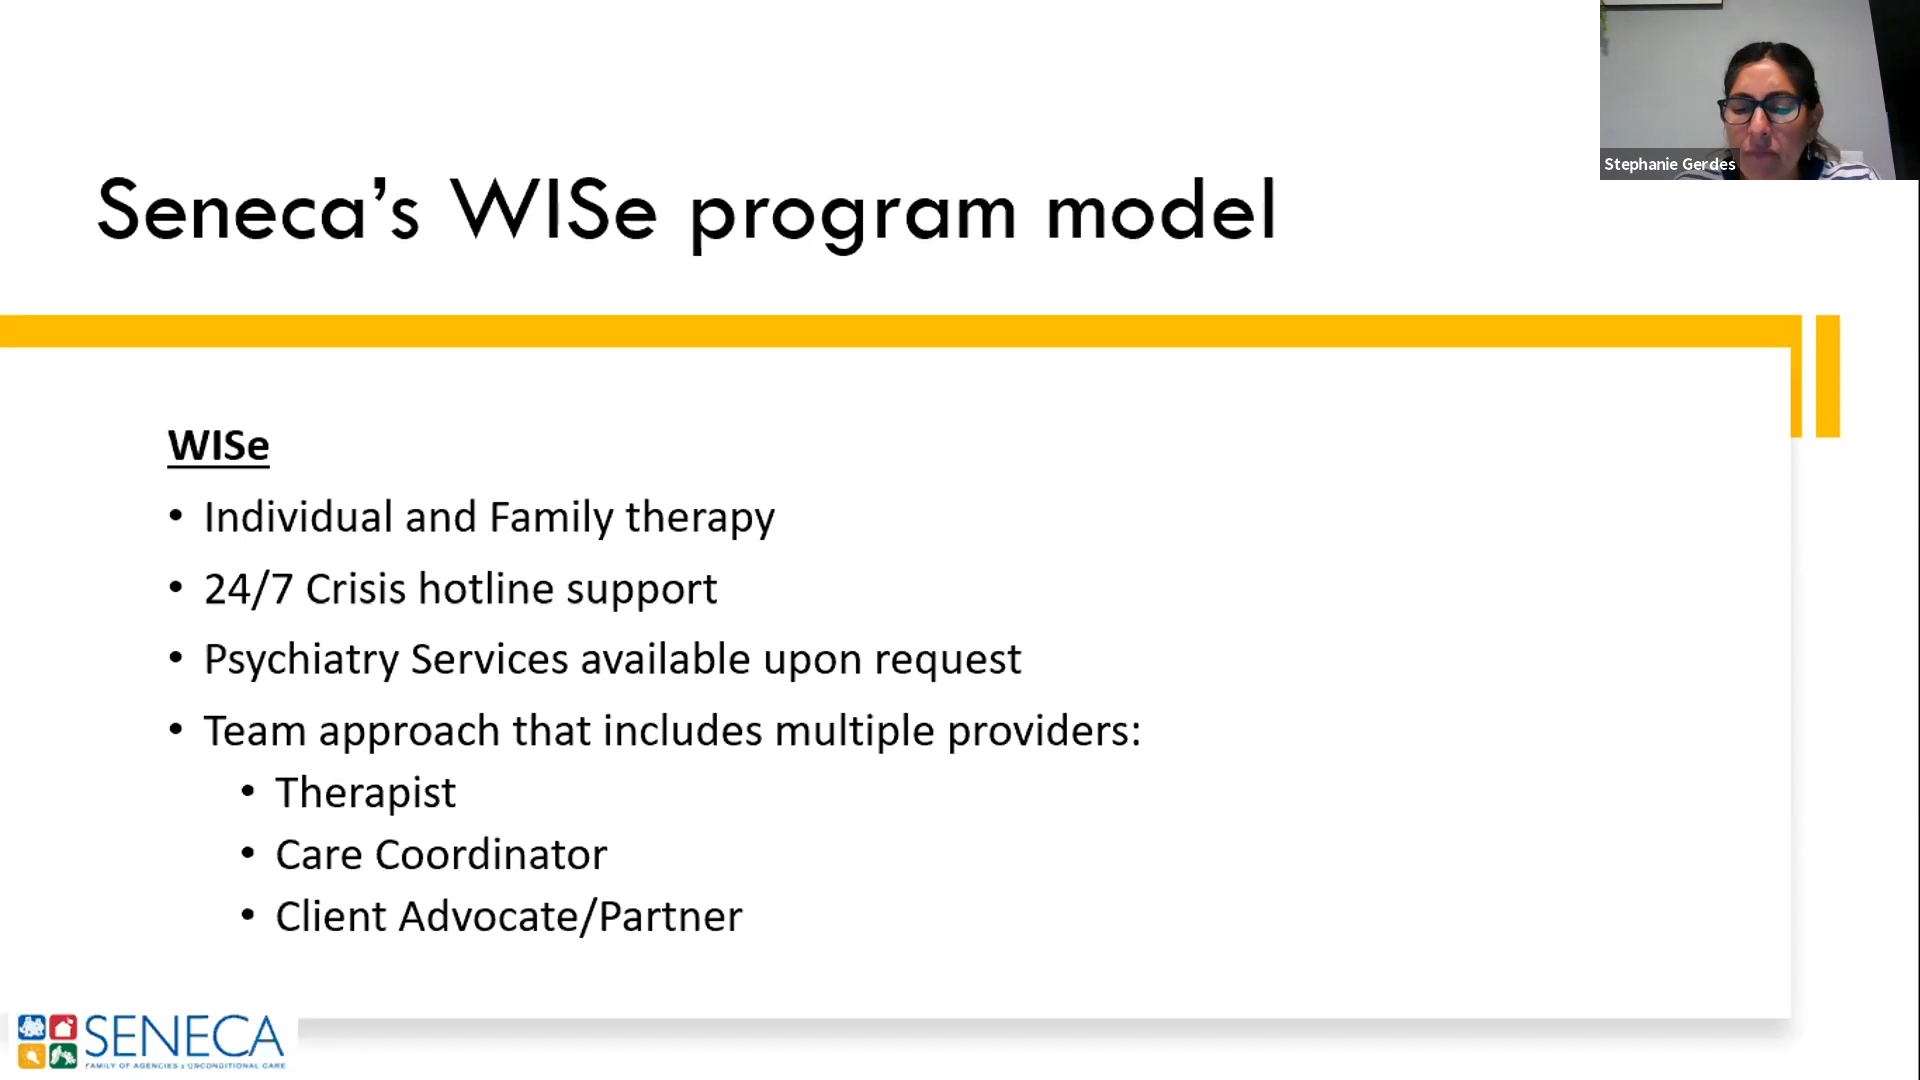 Stephanie Gerdes
Seneca’s WISe program model
WISe
• Individual and Family therapy
• 24/7 Crisis hotline support
• Psychiatry Services available upon request
• Team approach that includes multiple providers:
• Therapist
• Care Coordinator
• Client Advocate/Partner
SENECA
FAMILY OF AGENCIES : UNCONDITIONAL CARE